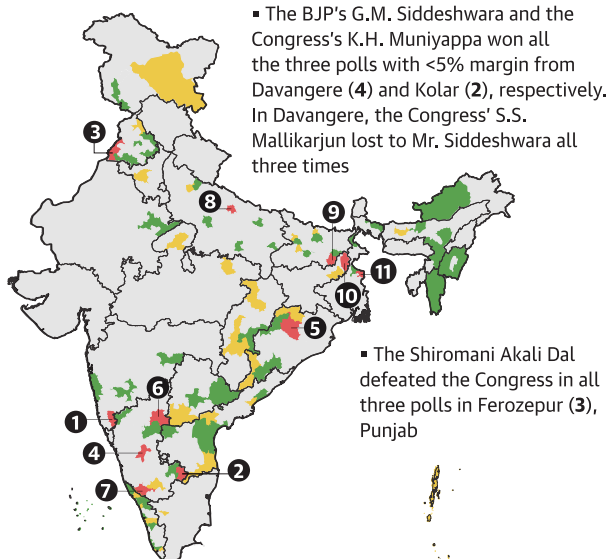 ▪ The BJP's G.M. Siddeshwara and the
Congress's K.H. Muniyappa won all
the three polls with <5% margin from
Davangere (4) and Kolar (2), respectively.
In Davangere, the Congress' S.S.
Mallikarjun lost to Mr. Siddeshwara all
three times
3
8
9
11
10
5
▪ The Shiromani Akali Dal
defeated the Congress in all
three polls in Ferozepur (3),
Punjab
6
1
4
2
7